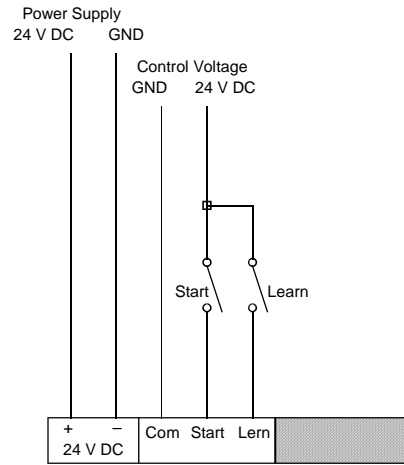 Power Supply
24 V DC GND
Control Voltage
GND 24 V DC
Start Learn
+ – Com Start Lern
24 V DC